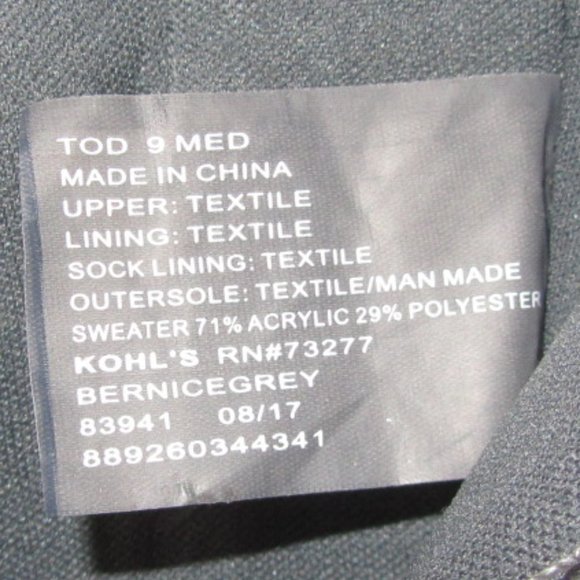 TOD 9 MED
MADE IN CHINA
UPPER: TEXTILE
LINING: TEXTILE
SOCK LINING: TEXTILE
OUTERSOLE: TEXTILE/MAN MADE
SWEATER 71% ACRYLIC 29% POLYESTER
KOHL'S RN#73277
BERNICEGREY
83941 08/17
889260344341